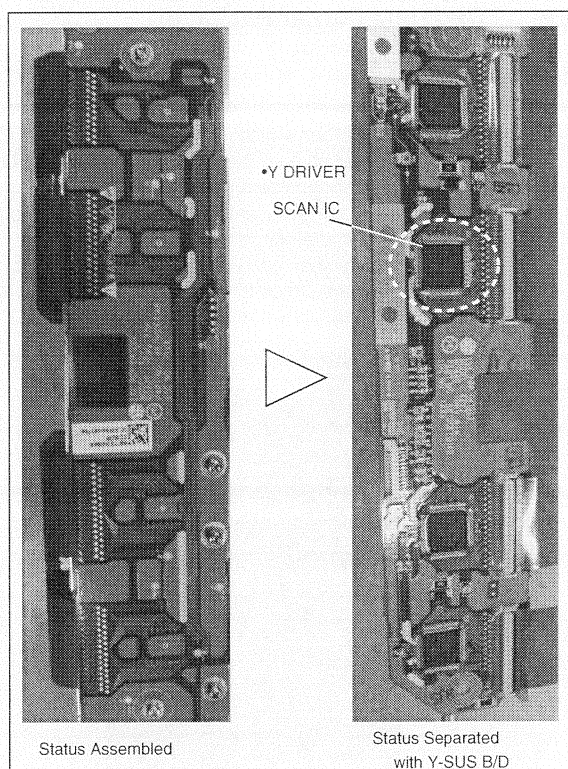 •Y DRIVER
SCAN IC
Status Assembled
Status Separated
with Y-SUS B/D